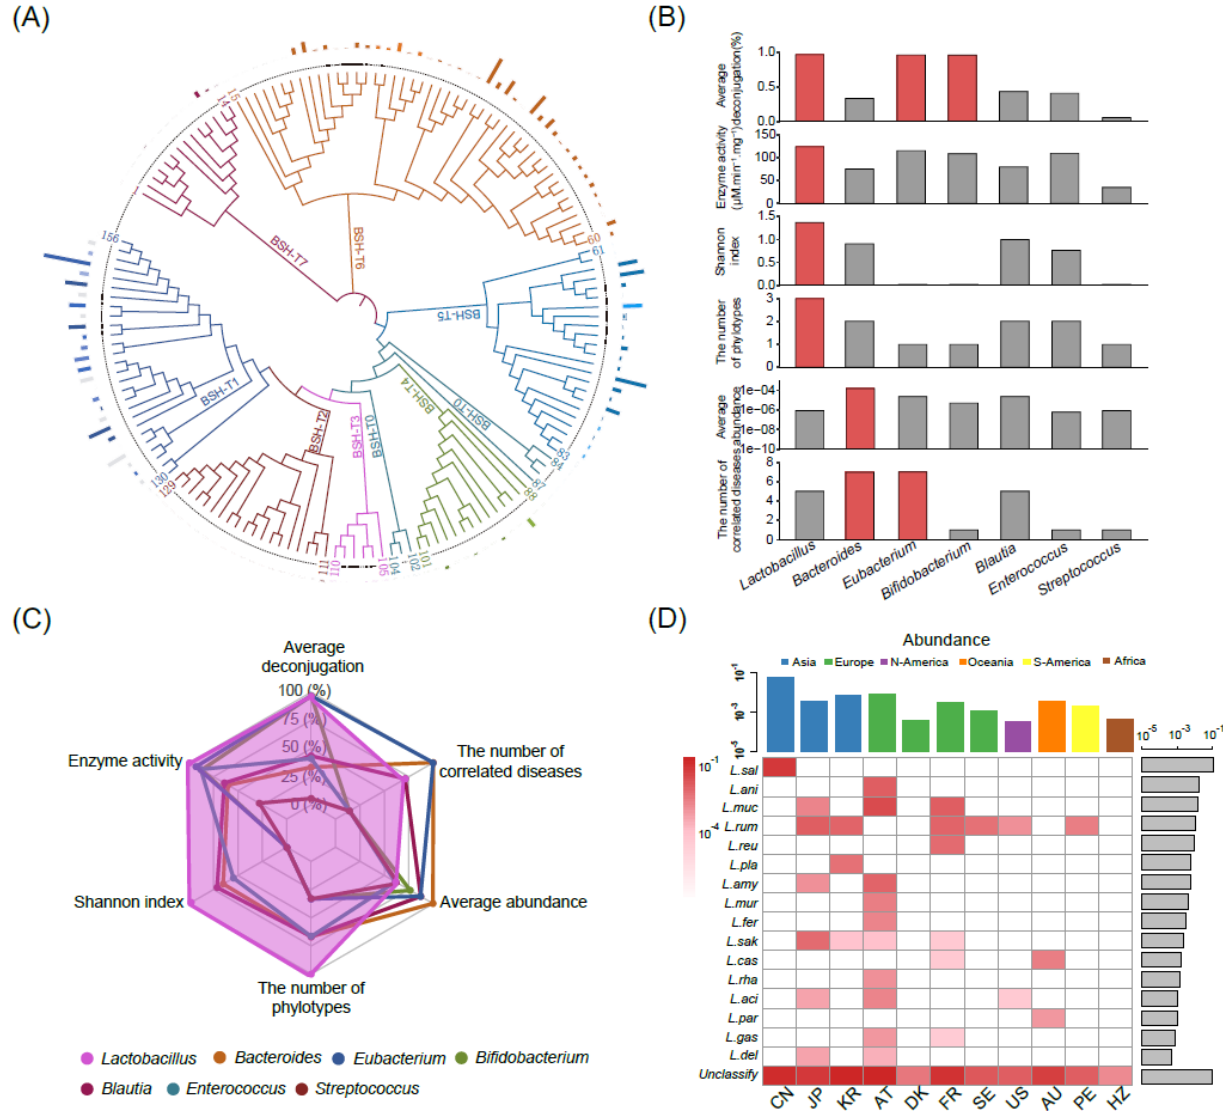 (A)
15
14
156
60
61
BSH-T6
BSH-T7
BSH-T5
BSH-T4
BSH-T0
BSH-T1
BSH-T2
BSH-T3
BSH-T0
83
84
87
88
130
129
111
110
105
104
102
101
(B)
Average
deconjugation(%)
1.0
0.5
0.0
Enzyme activity
(µM.min⁻¹.mg⁻¹)
150
100
50
0
Shannon
index
1.5
1.0
0.5
0.0
The number
of phylotypes
3
2
1
0
Average
abundance
1e−04
1e−06
1e−08
1e−10
The number of
correlated diseases
8
6
4
2
0
Lactobacillus
Bacteroides
Eubacterium
Bifidobacterium
Blautia
Enterococcus
Streptococcus
(C)
Average
deconjugation
100 (%)
75 (%)
50 (%)
25 (%)
0 (%)
Enzyme activity
The number of
correlated diseases
Shannon index
Average abundance
The number of
phylotypes
Lactobacillus Bacteroides Eubacterium Bifidobacterium
Blautia Enterococcus Streptococcus
(D)
Abundance
Asia Europe N-America Oceania S-America Africa
10⁻¹
10⁻³
10⁻⁵
10⁻⁵ 10⁻³ 10⁻¹
10⁻¹
10⁻⁴
L.sal
L.ani
L.muc
L.rum
L.reu
L.pla
L.amy
L.mur
L.fer
L.sak
L.cas
L.rha
L.aci
L.par
L.gas
L.del
Unclassify
CN JP KR AT DK FR SE US AU PE HZ